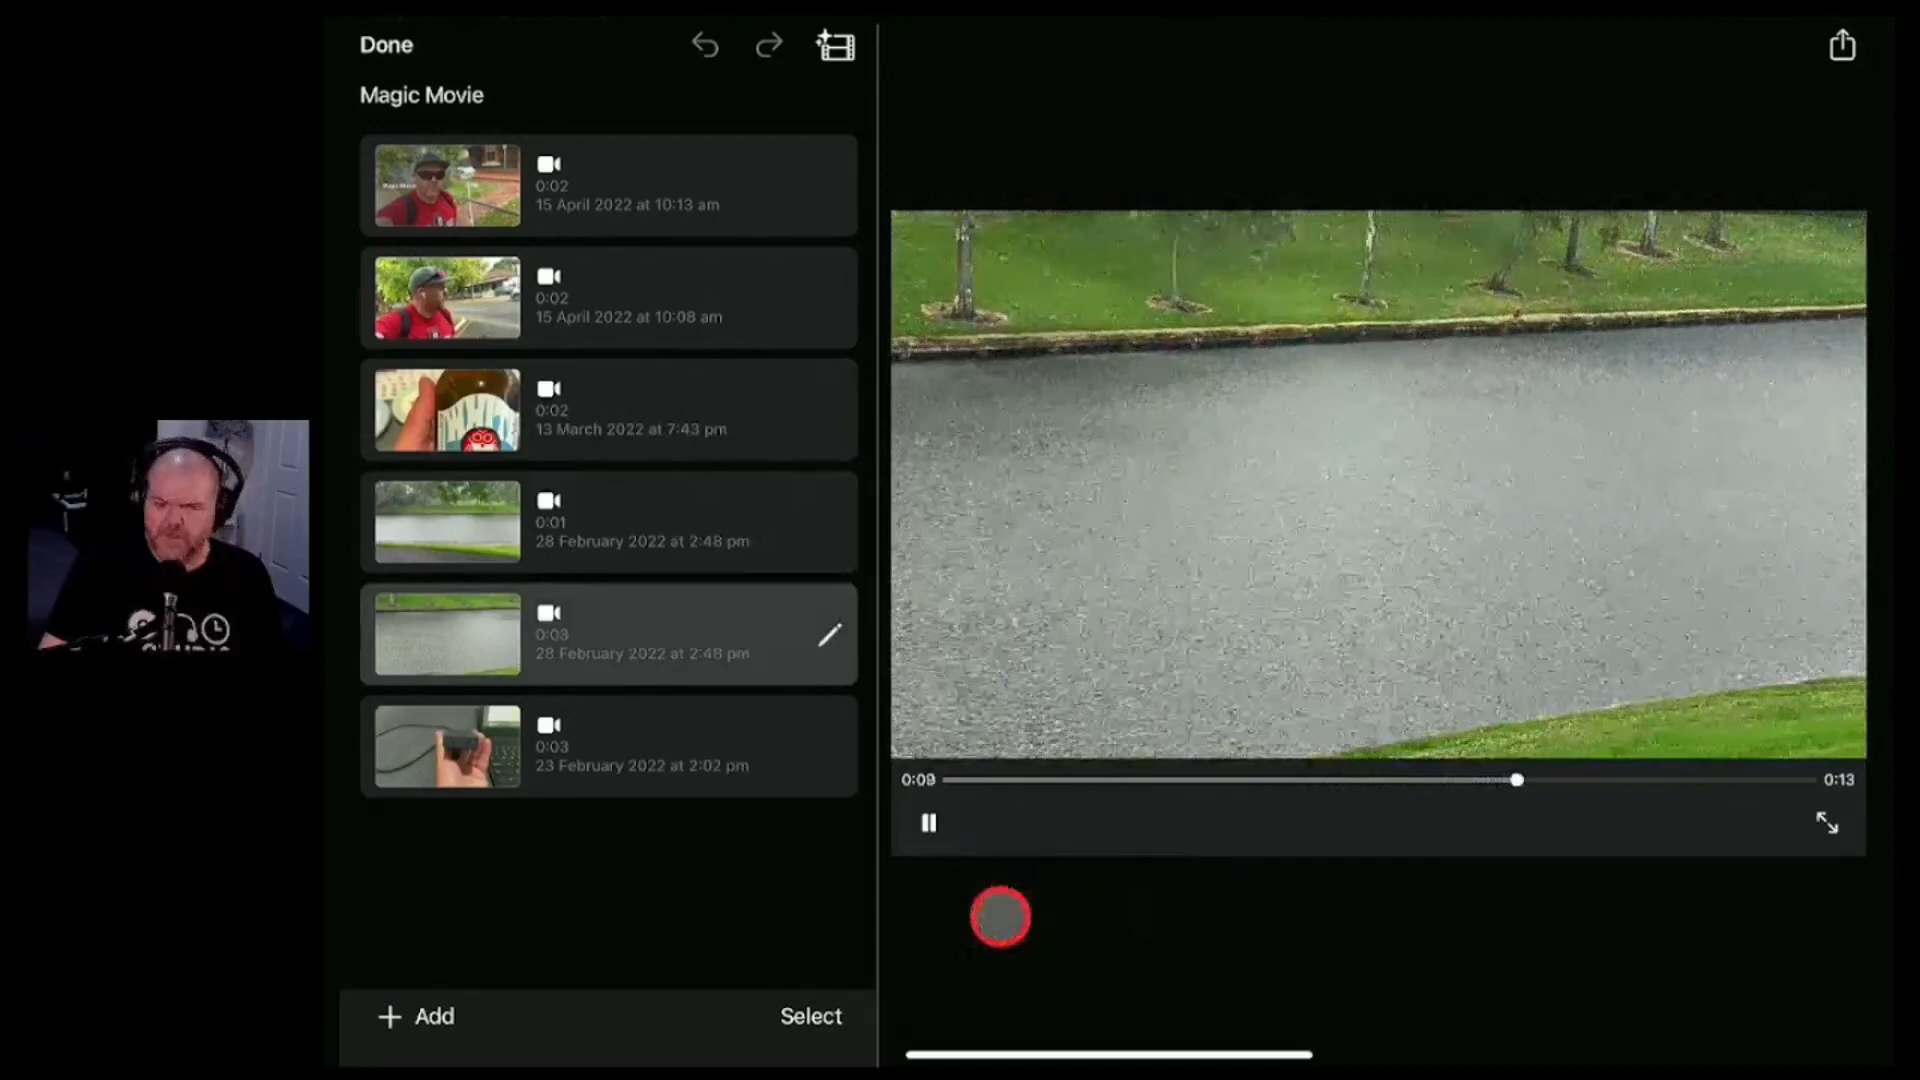 Done
Magic Movie
0:02
15 April 2022 at 10:13 am
0:02
15 April 2022 at 10:08 am
0:02
13 March 2022 at 7:43 pm
0:01
28 February 2022 at 2:48 pm
0:03
28 February 2022 at 2:48 pm
0:03
23 February 2022 at 2:02 pm
0:09
0:13
Add
Select